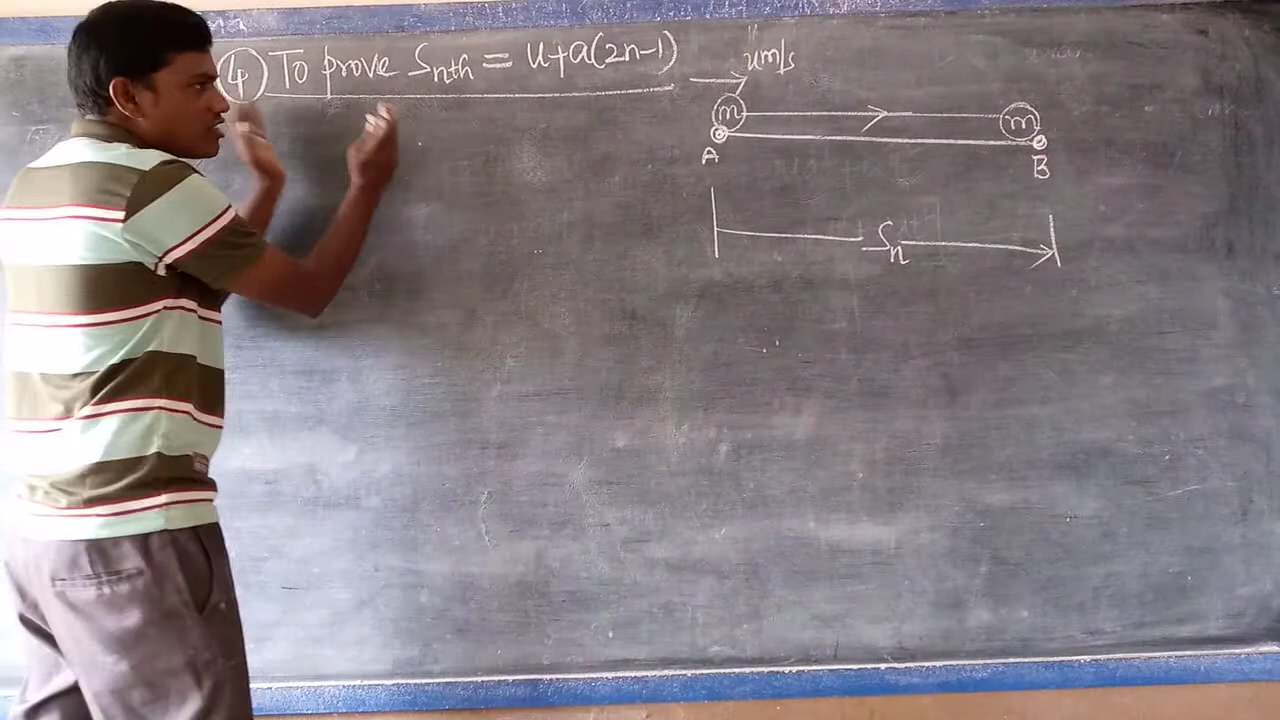 ④ To prove Snth = u+a(2n-1)
u m/s
m
m
A
B
Sn